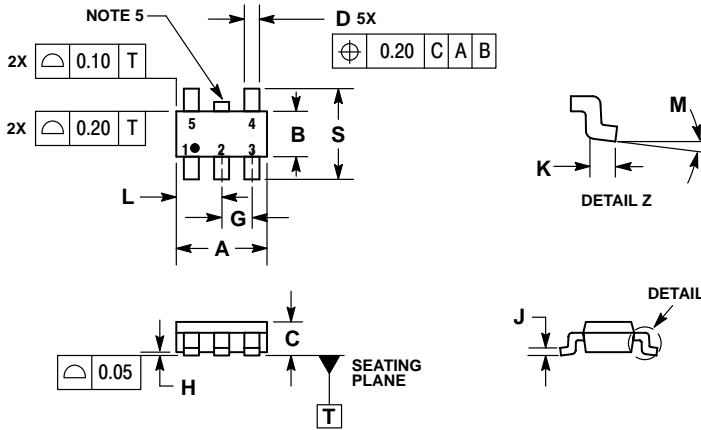 NOTE 5
D 5X
⌖ 0.20 C A B
2X ⌓ 0.10 T
2X ⌓ 0.20 T
5 4
B S
1 2 3
L
G
A
M
K
DETAIL Z
C
⌓ 0.05
H
SEATING
PLANE
T
J
DETAIL